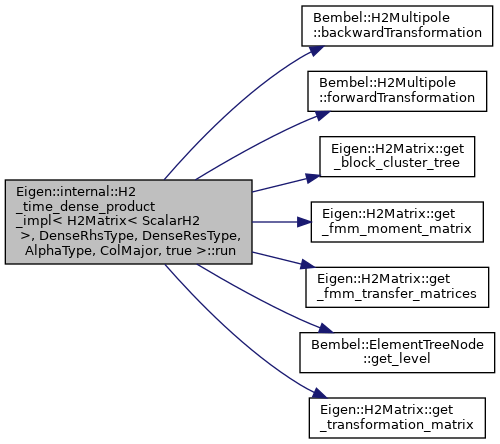 Eigen::internal::H2
_time_dense_product
_impl< H2Matrix< ScalarH2
>, DenseRhsType, DenseResType,
AlphaType, ColMajor, true >::run
Bembel::H2Multipole
::backwardTransformation
Bembel::H2Multipole
::forwardTransformation
Eigen::H2Matrix::get
_block_cluster_tree
Eigen::H2Matrix::get
_fmm_moment_matrix
Eigen::H2Matrix::get
_fmm_transfer_matrices
Bembel::ElementTreeNode
::get_level
Eigen::H2Matrix::get
_transformation_matrix